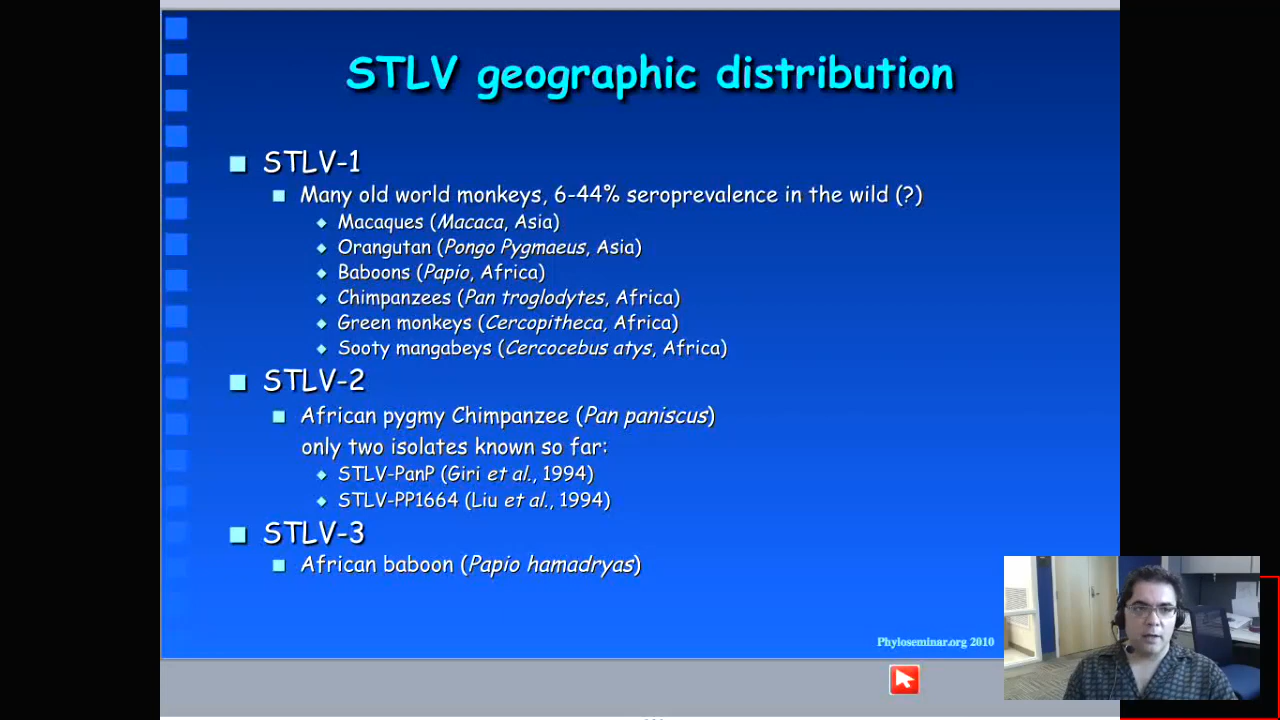 STLV geographic distribution
STLV-1
Many old world monkeys, 6-44% seroprevalence in the wild (?)
Macaques (Macaca, Asia)
Orangutan (Pongo Pygmaeus, Asia)
Baboons (Papio, Africa)
Chimpanzees (Pan troglodytes, Africa)
Green monkeys (Cercopitheca, Africa)
Sooty mangabeys (Cercocebus atys, Africa)
STLV-2
African pygmy Chimpanzee (Pan paniscus)
only two isolates known so far:
STLV-PanP (Giri et al., 1994)
STLV-PP1664 (Liu et al., 1994)
STLV-3
African baboon (Papio hamadryas)
Phyloseminar.org 2010